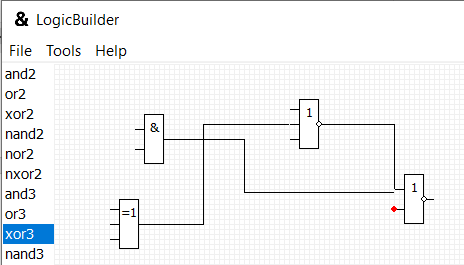 & LogicBuilder
File Tools Help
and2
or2
xor2
nand2
nor2
nxor2
and3
or3
xor3
nand3
&
1
=1
1